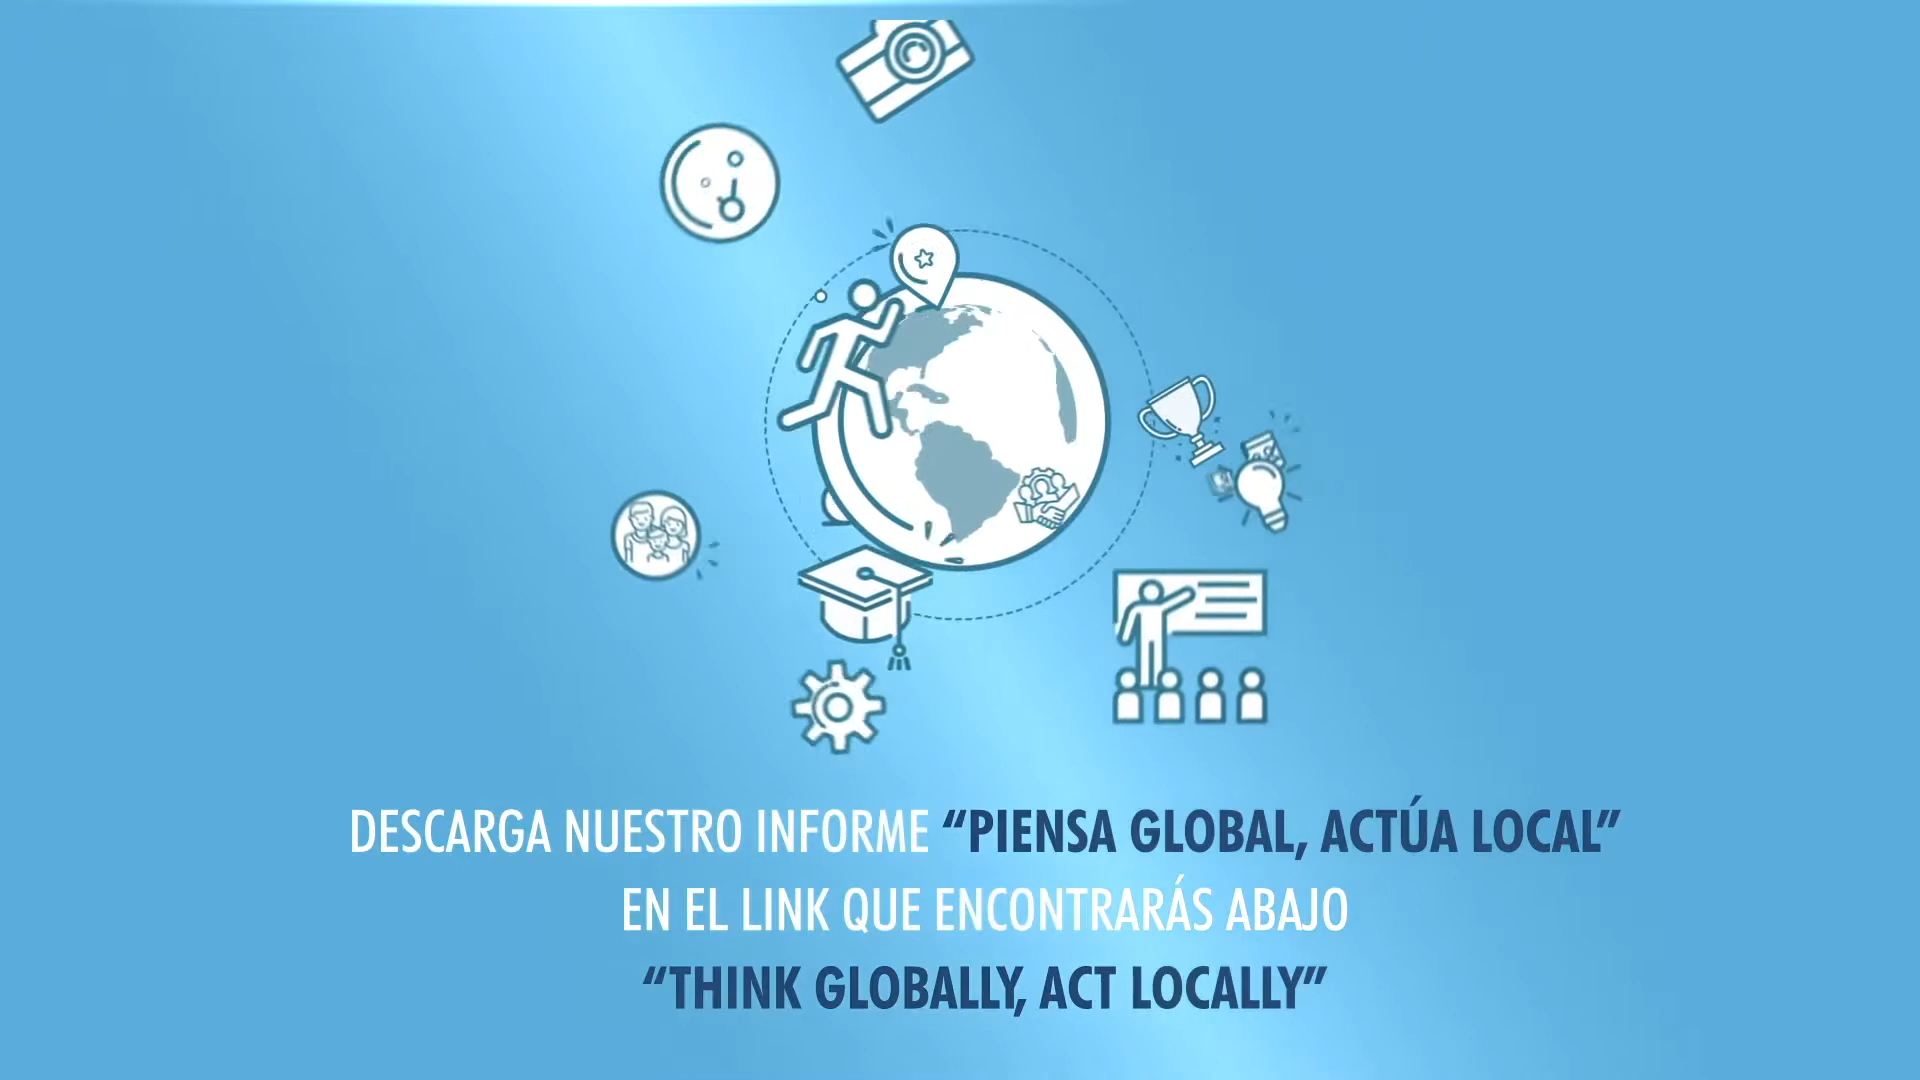 DESCARGA NUESTRO INFORME “PIENSA GLOBAL, ACTÚA LOCAL”
EN EL LINK QUE ENCONTRARÁS ABAJO
“THINK GLOBALLY, ACT LOCALLY”